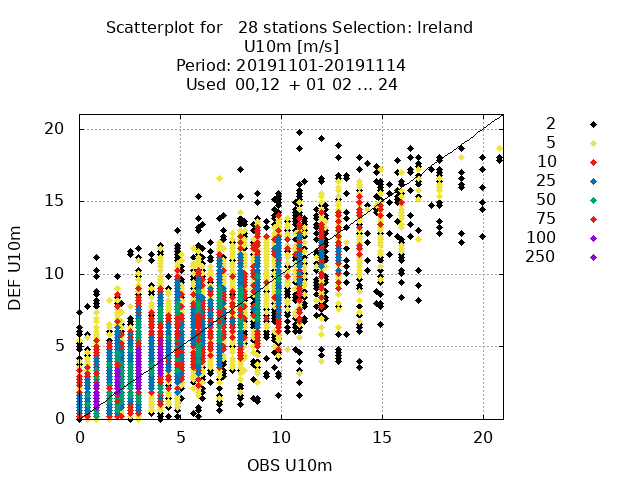 Scatterplot for 28 stations Selection: Ireland
U10m [m/s]
Period: 20191101-20191114
Used 00,12 + 01 02 ... 24
20
15
10
5
0
DEF U10m
0 5 10 15 20
OBS U10m
2
5
10
25
50
75
100
250